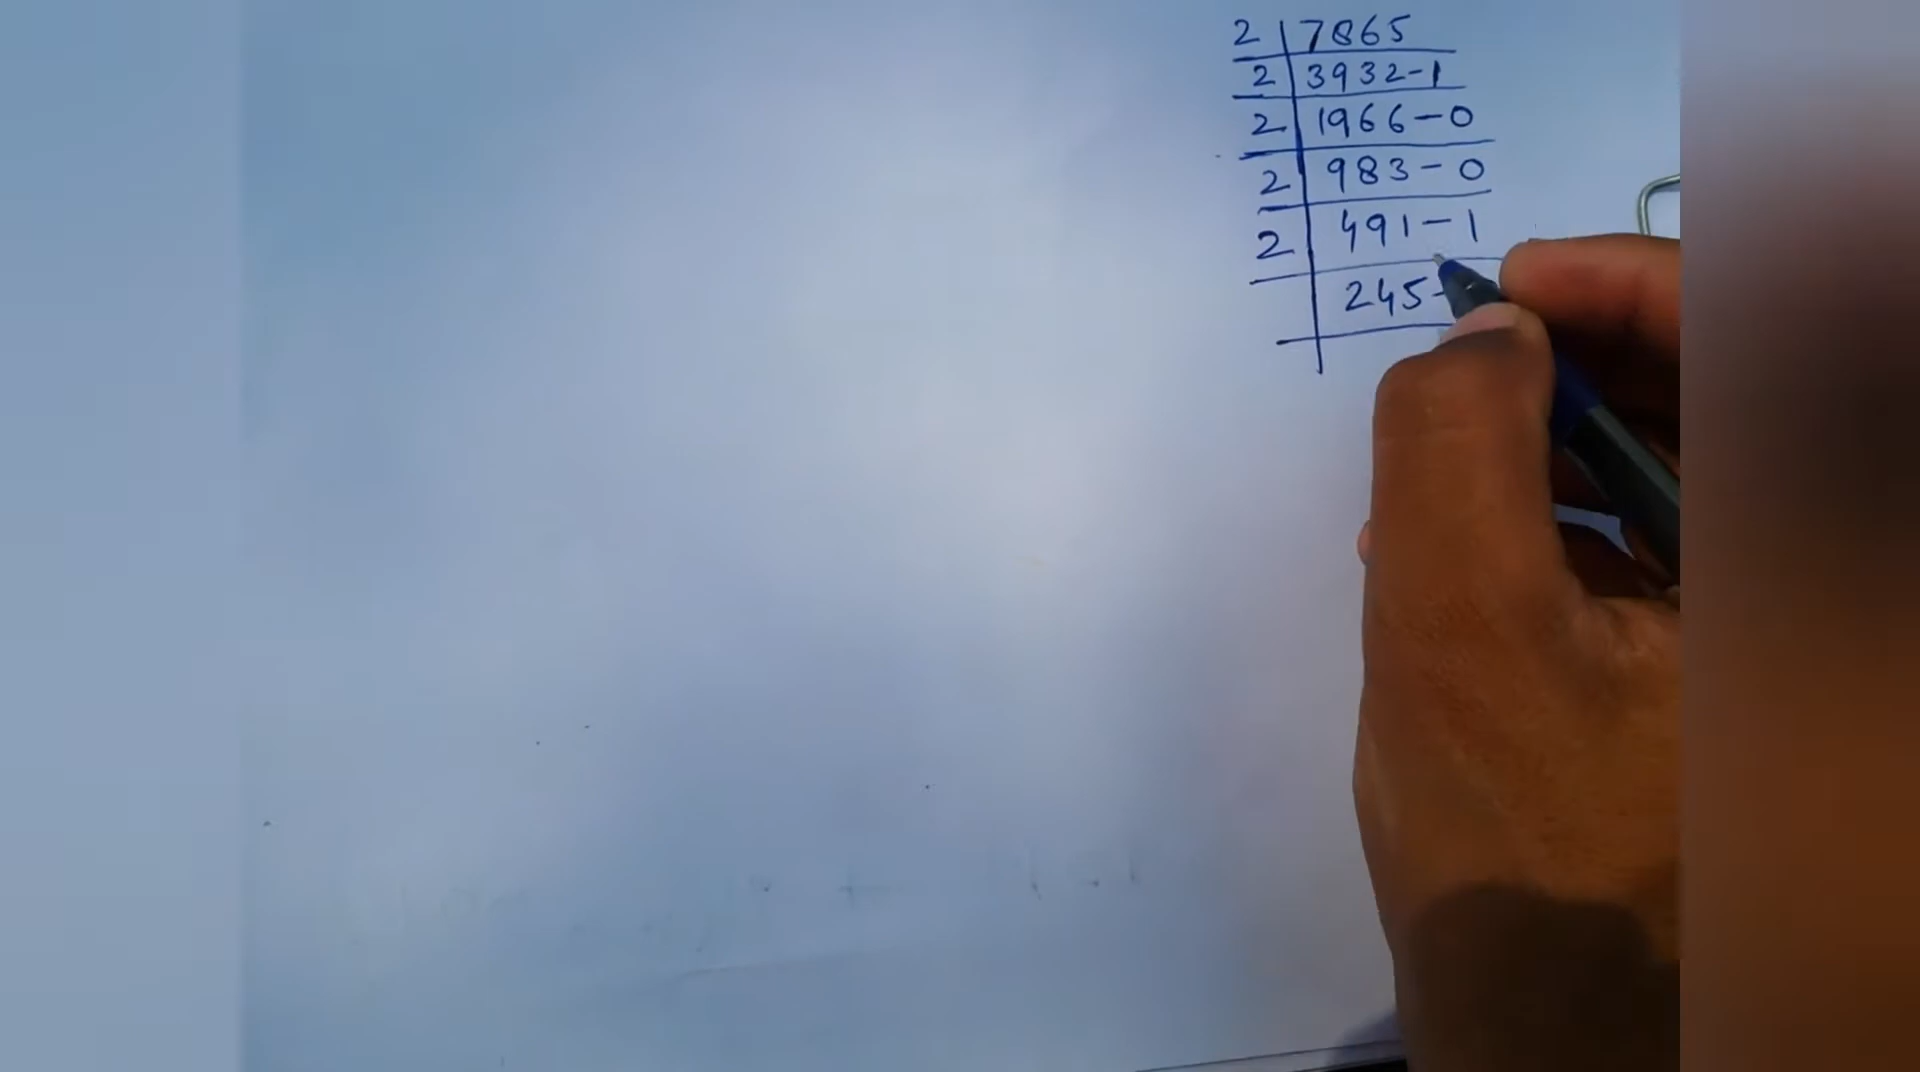 2 | 7865
2 | 3932-1
2 | 1966-0
2 | 983-0
2 | 491-1
245-